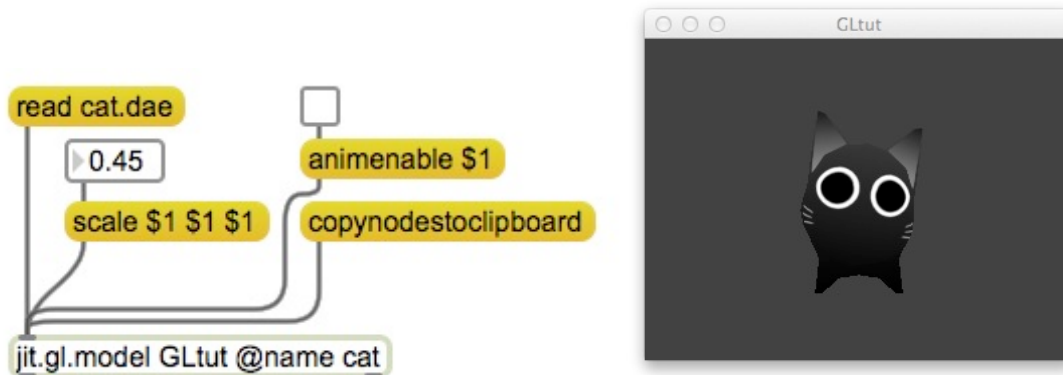 GLtut
read cat.dae
0.45
animenable $1
scale $1 $1 $1
copynodestoclipboard
jit.gl.model GLtut @name cat